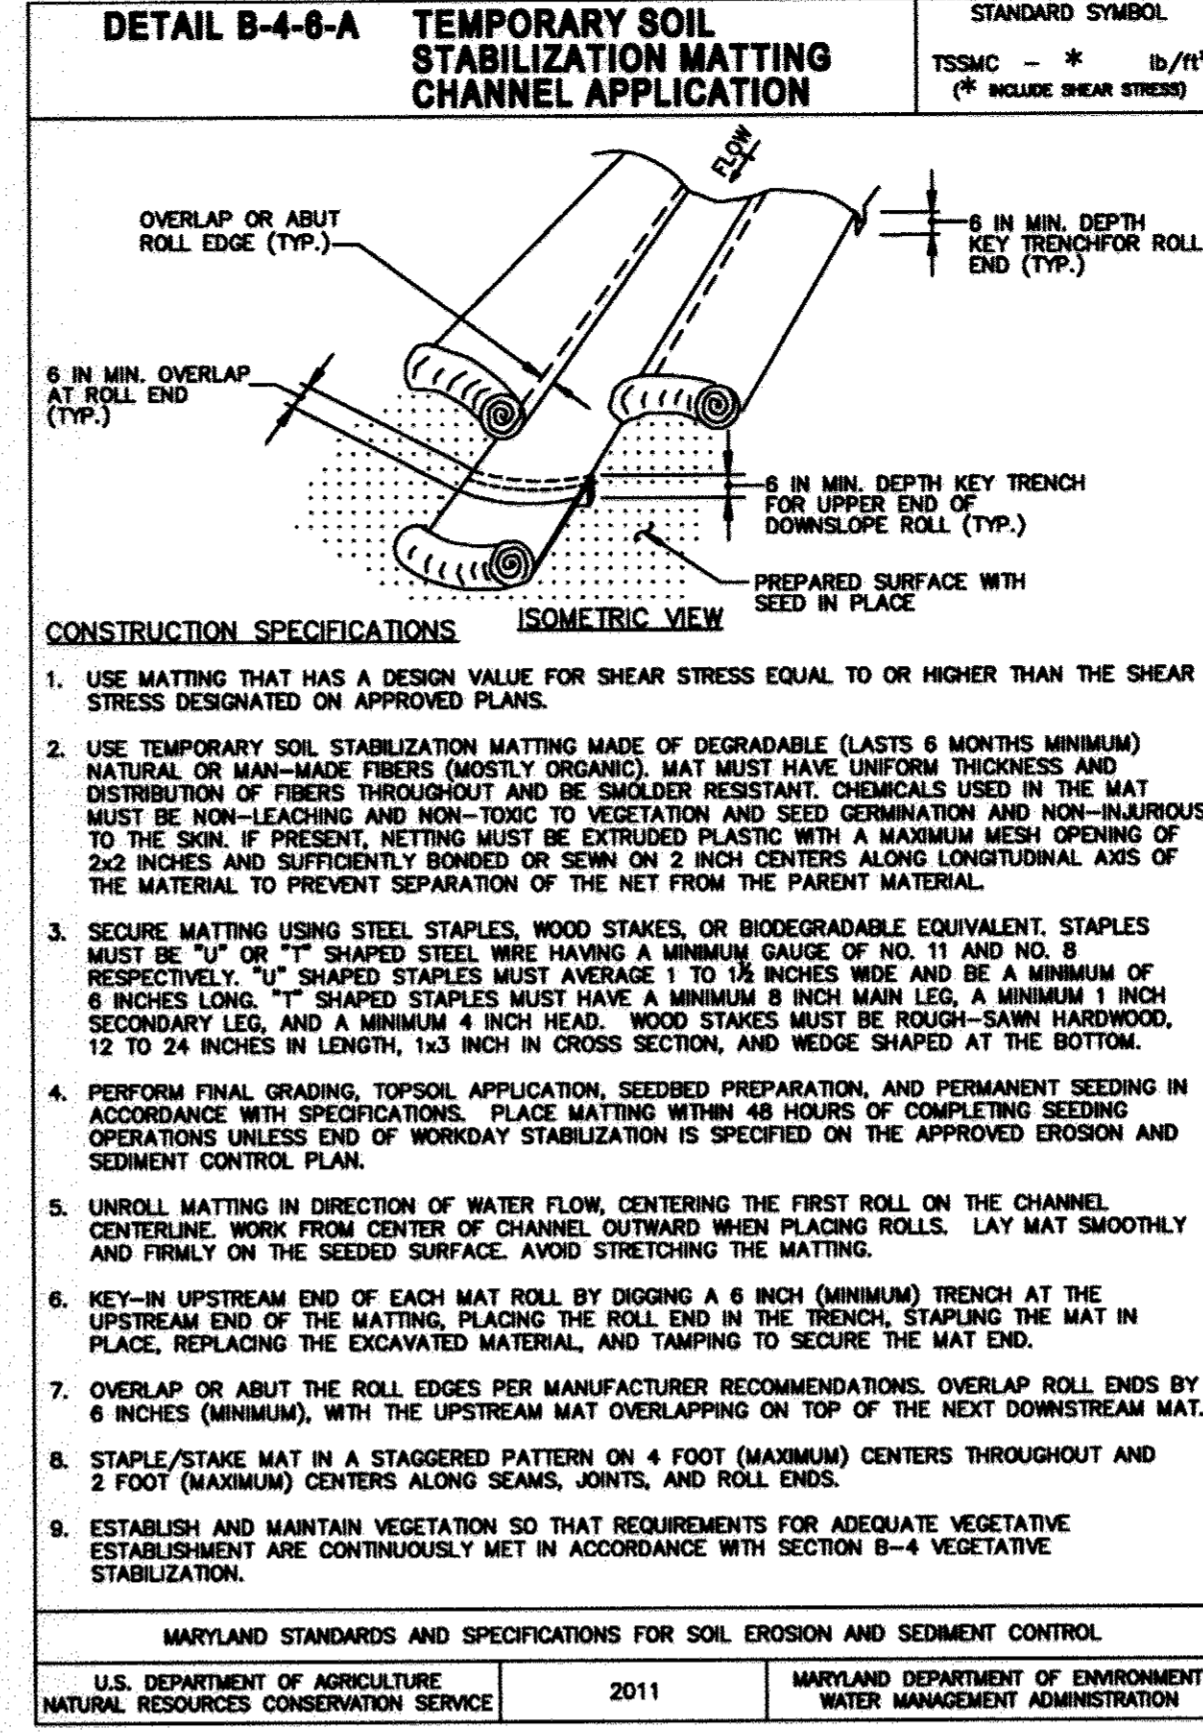 DETAIL B-4-6-A TEMPORARY SOIL
STABILIZATION MATTING
CHANNEL APPLICATION
STANDARD SYMBOL
TSSMC - * lb/ft²
(* INCLUDE SHEAR STRESS)
FLOW
OVERLAP OR ABUT
ROLL EDGE (TYP.)
6 IN MIN. DEPTH
KEY TRENCHFOR ROLL
END (TYP.)
6 IN MIN. OVERLAP
AT ROLL END
(TYP.)
6 IN MIN. DEPTH KEY TRENCH
FOR UPPER END OF
DOWNSLOPE ROLL (TYP.)
PREPARED SURFACE WITH
SEED IN PLACE
ISOMETRIC VIEW
CONSTRUCTION SPECIFICATIONS
1. USE MATTING THAT HAS A DESIGN VALUE FOR SHEAR STRESS EQUAL TO OR HIGHER THAN THE SHEAR
STRESS DESIGNATED ON APPROVED PLANS.
2. USE TEMPORARY SOIL STABILIZATION MATTING MADE OF DEGRADABLE (LASTS 6 MONTHS MINIMUM)
NATURAL OR MAN-MADE FIBERS (MOSTLY ORGANIC). MAT MUST HAVE UNIFORM THICKNESS AND
DISTRIBUTION OF FIBERS THROUGHOUT AND BE SMOLDER RESISTANT. CHEMICALS USED IN THE MAT
MUST BE NON-LEACHING AND NON-TOXIC TO VEGETATION AND SEED GERMINATION AND NON-INJURIOUS
TO THE SKIN. IF PRESENT, NETTING MUST BE EXTRUDED PLASTIC WITH A MAXIMUM MESH OPENING OF
2x2 INCHES AND SUFFICIENTLY BONDED OR SEWN ON 2 INCH CENTERS ALONG LONGITUDINAL AXIS OF
THE MATERIAL TO PREVENT SEPARATION OF THE NET FROM THE PARENT MATERIAL.
3. SECURE MATTING USING STEEL STAPLES, WOOD STAKES, OR BIODEGRADABLE EQUIVALENT. STAPLES
MUST BE "U" OR "T" SHAPED STEEL WIRE HAVING A MINIMUM GAUGE OF NO. 11 AND NO. 8
RESPECTIVELY. "U" SHAPED STAPLES MUST AVERAGE 1 TO 1½ INCHES WIDE AND BE A MINIMUM OF
6 INCHES LONG. "T" SHAPED STAPLES MUST HAVE A MINIMUM 8 INCH MAIN LEG, A MINIMUM 1 INCH
SECONDARY LEG, AND A MINIMUM 4 INCH HEAD. WOOD STAKES MUST BE ROUGH-SAWN HARDWOOD,
12 TO 24 INCHES IN LENGTH, 1x3 INCH IN CROSS SECTION, AND WEDGE SHAPED AT THE BOTTOM.
4. PERFORM FINAL GRADING, TOPSOIL APPLICATION, SEEDBED PREPARATION, AND PERMANENT SEEDING IN
ACCORDANCE WITH SPECIFICATIONS. PLACE MATTING WITHIN 48 HOURS OF COMPLETING SEEDING
OPERATIONS UNLESS END OF WORKDAY STABILIZATION IS SPECIFIED ON THE APPROVED EROSION AND
SEDIMENT CONTROL PLAN.
5. UNROLL MATTING IN DIRECTION OF WATER FLOW, CENTERING THE FIRST ROLL ON THE CHANNEL
CENTERLINE. WORK FROM CENTER OF CHANNEL OUTWARD WHEN PLACING ROLLS. LAY MAT SMOOTHLY
AND FIRMLY ON THE SEEDED SURFACE. AVOID STRETCHING THE MATTING.
6. KEY-IN UPSTREAM END OF EACH MAT ROLL BY DIGGING A 6 INCH (MINIMUM) TRENCH AT THE
UPSTREAM END OF THE MATTING, PLACING THE ROLL END IN THE TRENCH, STAPLING THE MAT IN
PLACE, REPLACING THE EXCAVATED MATERIAL, AND TAMPING TO SECURE THE MAT END.
7. OVERLAP OR ABUT THE ROLL EDGES PER MANUFACTURER RECOMMENDATIONS. OVERLAP ROLL ENDS BY
6 INCHES (MINIMUM), WITH THE UPSTREAM MAT OVERLAPPING ON TOP OF THE NEXT DOWNSTREAM MAT.
8. STAPLE/STAKE MAT IN A STAGGERED PATTERN ON 4 FOOT (MAXIMUM) CENTERS THROUGHOUT AND
2 FOOT (MAXIMUM) CENTERS ALONG SEAMS, JOINTS, AND ROLL ENDS.
9. ESTABLISH AND MAINTAIN VEGETATION SO THAT REQUIREMENTS FOR ADEQUATE VEGETATIVE
ESTABLISHMENT ARE CONTINUOUSLY MET IN ACCORDANCE WITH SECTION B-4 VEGETATIVE
STABILIZATION.
MARYLAND STANDARDS AND SPECIFICATIONS FOR SOIL EROSION AND SEDIMENT CONTROL
U.S. DEPARTMENT OF AGRICULTURE
NATURAL RESOURCES CONSERVATION SERVICE
2011
MARYLAND DEPARTMENT OF ENVIRONMENT
WATER MANAGEMENT ADMINISTRATION